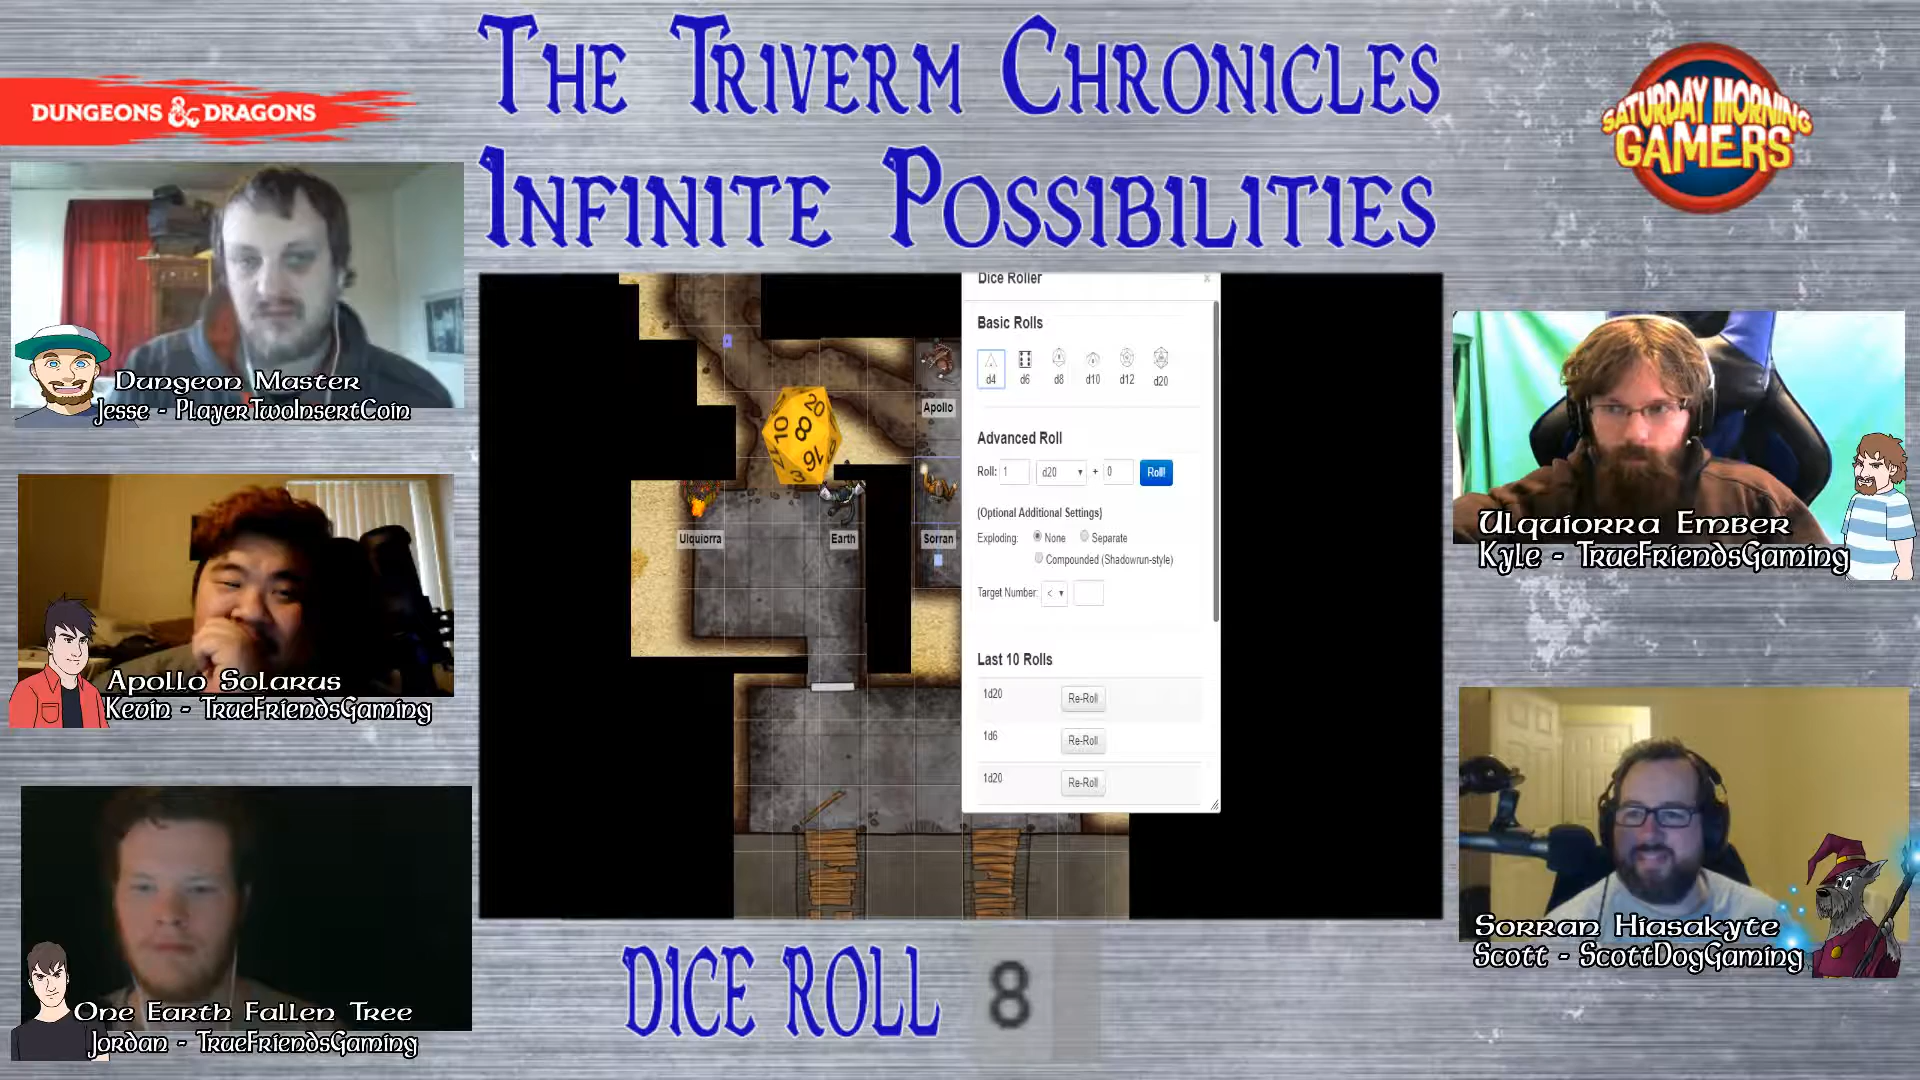 THE TRIVERM CHRONICLES
INFINITE POSSIBILITIES
DUNGEONS & DRAGONS
SATURDAY MORNING
GAMERS
Dungeon Master
Jesse - PlayerTwoInsertCoin
Apollo Solarus
Kevin - TrueFriendsGaming
One Earth Fallen Tree
Jordan - TrueFriendsGaming
Ulquiorra Ember
Kyle - TrueFriendsGaming
Sorran Hiasakyte
Scott - ScottDogGaming
20
10
8
16
Ulquiorra
Earth
Apollo
Sorran
Dice Roller
x
Basic Rolls
d4 d6 d8 d10 d12 d20
Advanced Roll
Roll: 1 d20 + 0 Roll!
(Optional Additional Settings)
Exploding: None Separate
Compounded (Shadowrun-style)
Target Number: <
Last 10 Rolls
1d20 Re-Roll
1d6 Re-Roll
1d20 Re-Roll
DICE ROLL 8